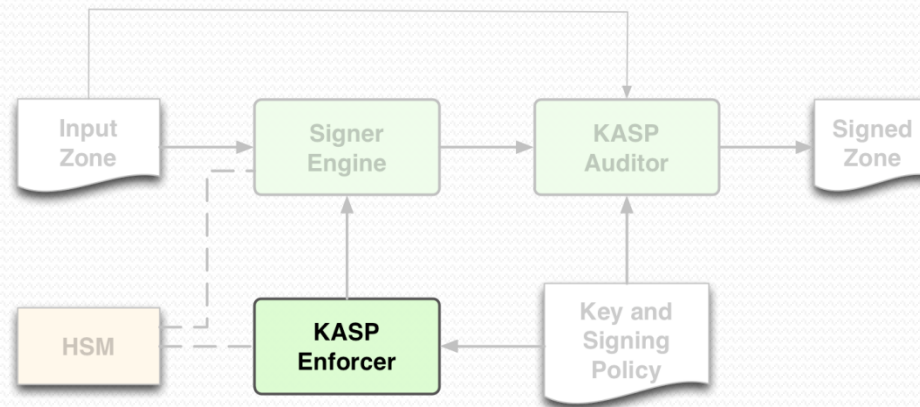 Input
Zone
Signer
Engine
KASP
Auditor
Signed
Zone
HSM
KASP
Enforcer
Key and
Signing
Policy